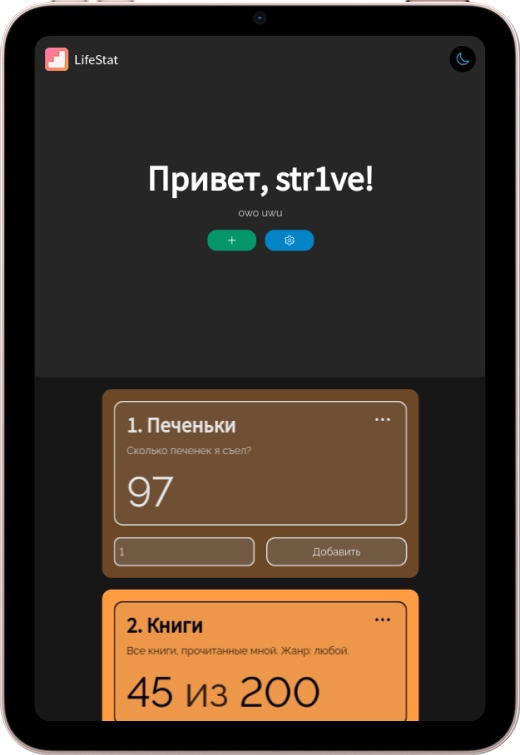 LifeStat
Привет, str1ve!
owo uwu
1. Печеньки
Сколько печенек я съел?
97
1
Добавить
2. Книги
Все книги, прочитанные мной. Жанр: любой.
45 из 200